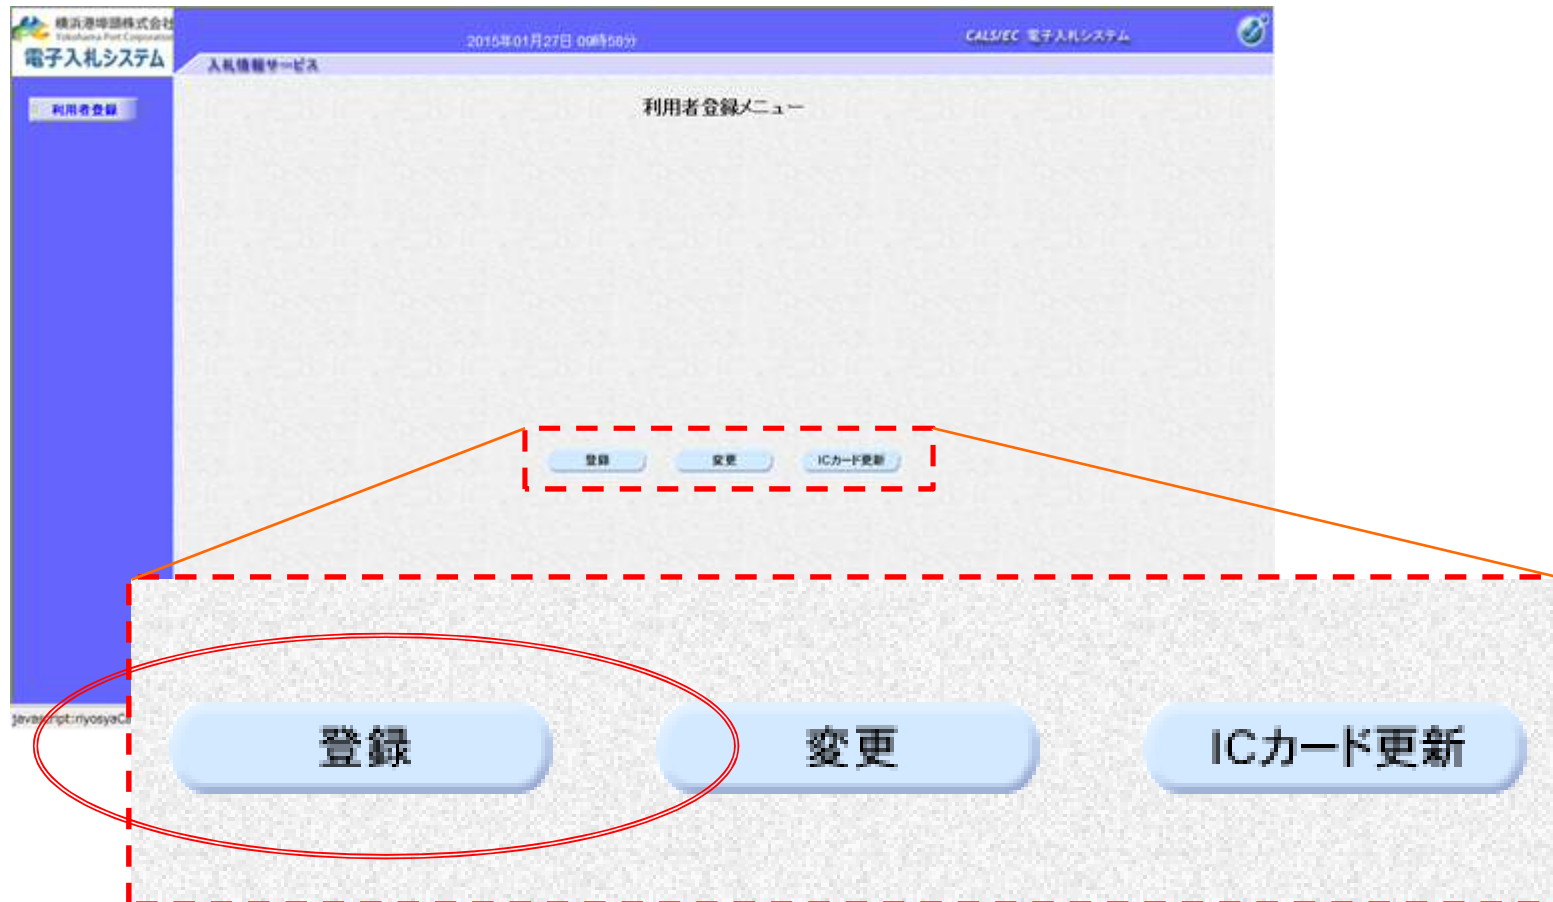 横浜港埠頭株式会社
Yokohama Port Corporation
電子入札システム
2015年01月27日 09時58分
CALS/EC 電子入札システム
入札情報サービス
利用者登録
利用者登録メニュー
登録
変更
ICカード更新
登録
変更
ICカード更新